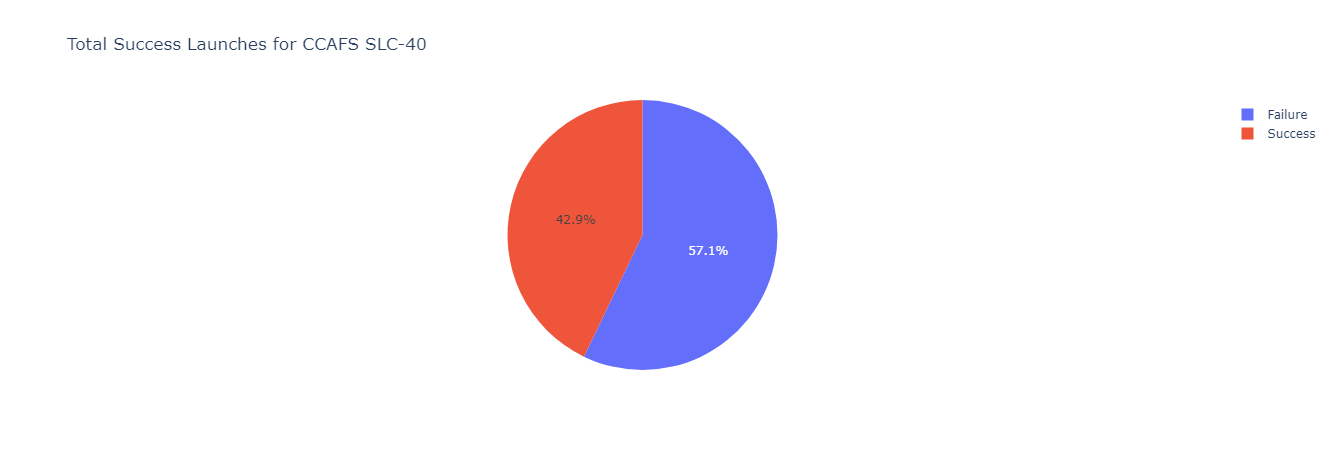 Total Success Launches for CCAFS SLC-40
Failure
Success
42.9%
57.1%